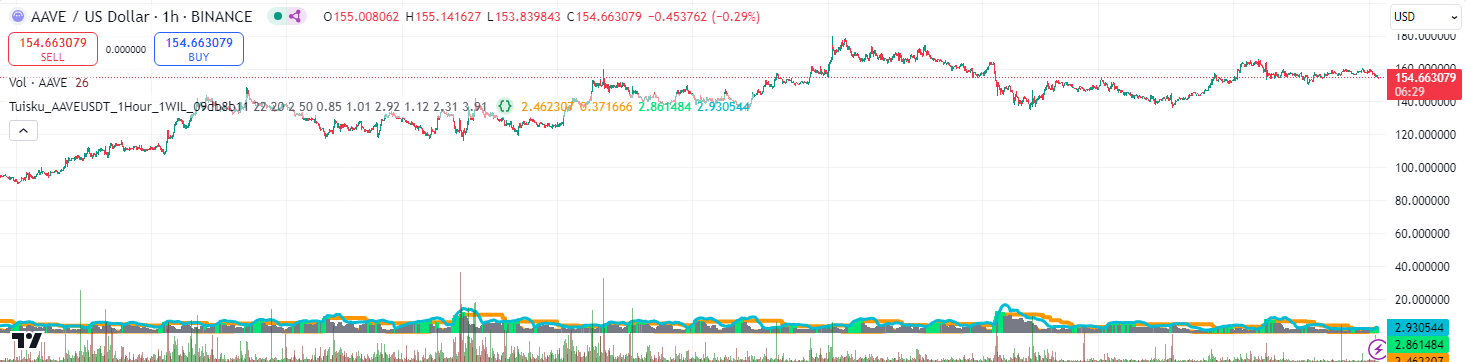 AAVE / US Dollar · 1h · BINANCE O155.008062 H155.141627 L153.839843 C154.663079 −0.453762 (−0.29%)
USD
154.663079 SELL
0.000000
154.663079 BUY
Vol · AAVE 26
Tuisku_AAVEUSDT_1Hour_1WIL_09db8b11 22 20 2 50 0.85 1.01 2.92 1.12 2.31 3.91 {} 2.462307 0.371666 2.861484 2.930544
180.000000
160.000000
154.663079
06:29
140.000000
120.000000
100.000000
80.000000
60.000000
40.000000
20.000000
2.930544
2.861484
2.462307